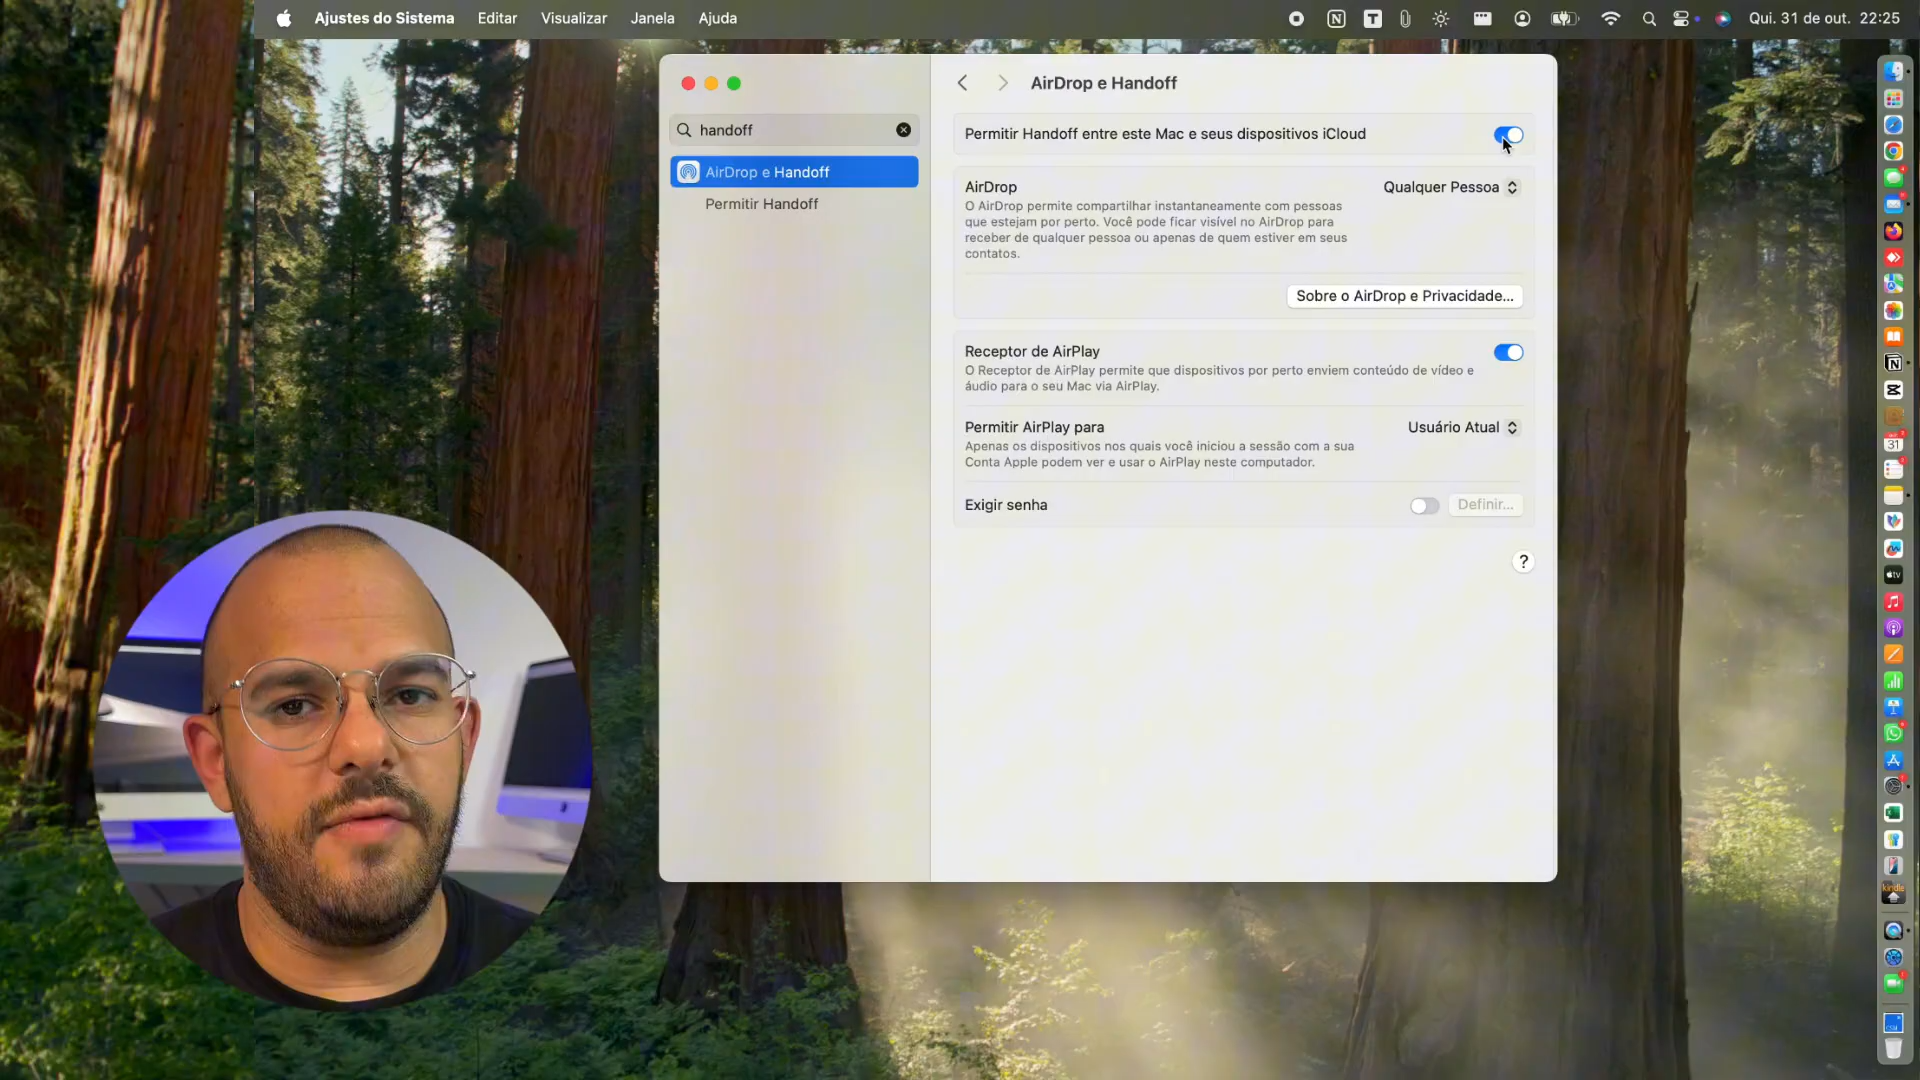 Ajustes do Sistema Editar Visualizar Janela Ajuda
Qui. 31 de out. 22:25
handoff
AirDrop e Handoff
Permitir Handoff
AirDrop e Handoff
Permitir Handoff entre este Mac e seus dispositivos iCloud
AirDrop
Qualquer Pessoa
O AirDrop permite compartilhar instantaneamente com pessoas
que estejam por perto. Você pode ficar visível no AirDrop para
receber de qualquer pessoa ou apenas de quem estiver em seus
contatos.
Sobre o AirDrop e Privacidade...
Receptor de AirPlay
O Receptor de AirPlay permite que dispositivos por perto enviem conteúdo de vídeo e
áudio para o seu Mac via AirPlay.
Permitir AirPlay para
Usuário Atual
Apenas os dispositivos nos quais você iniciou a sessão com a sua
Conta Apple podem ver e usar o AirPlay neste computador.
Exigir senha
Definir...
?
31
tv
kindle